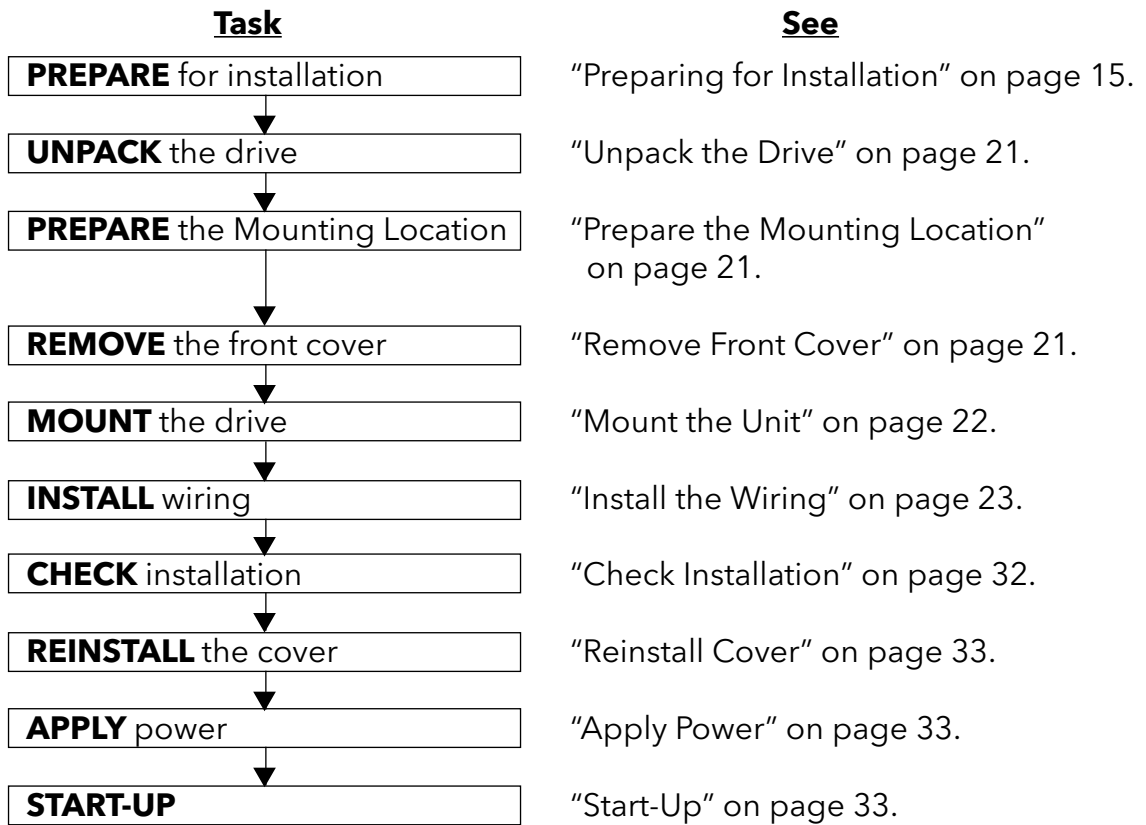 Task See
PREPARE for installation "Preparing for Installation" on page 15.
UNPACK the drive "Unpack the Drive" on page 21.
PREPARE the Mounting Location "Prepare the Mounting Location"
on page 21.
REMOVE the front cover "Remove Front Cover" on page 21.
MOUNT the drive "Mount the Unit" on page 22.
INSTALL wiring "Install the Wiring" on page 23.
CHECK installation "Check Installation" on page 32.
REINSTALL the cover "Reinstall Cover" on page 33.
APPLY power "Apply Power" on page 33.
START-UP "Start-Up" on page 33.